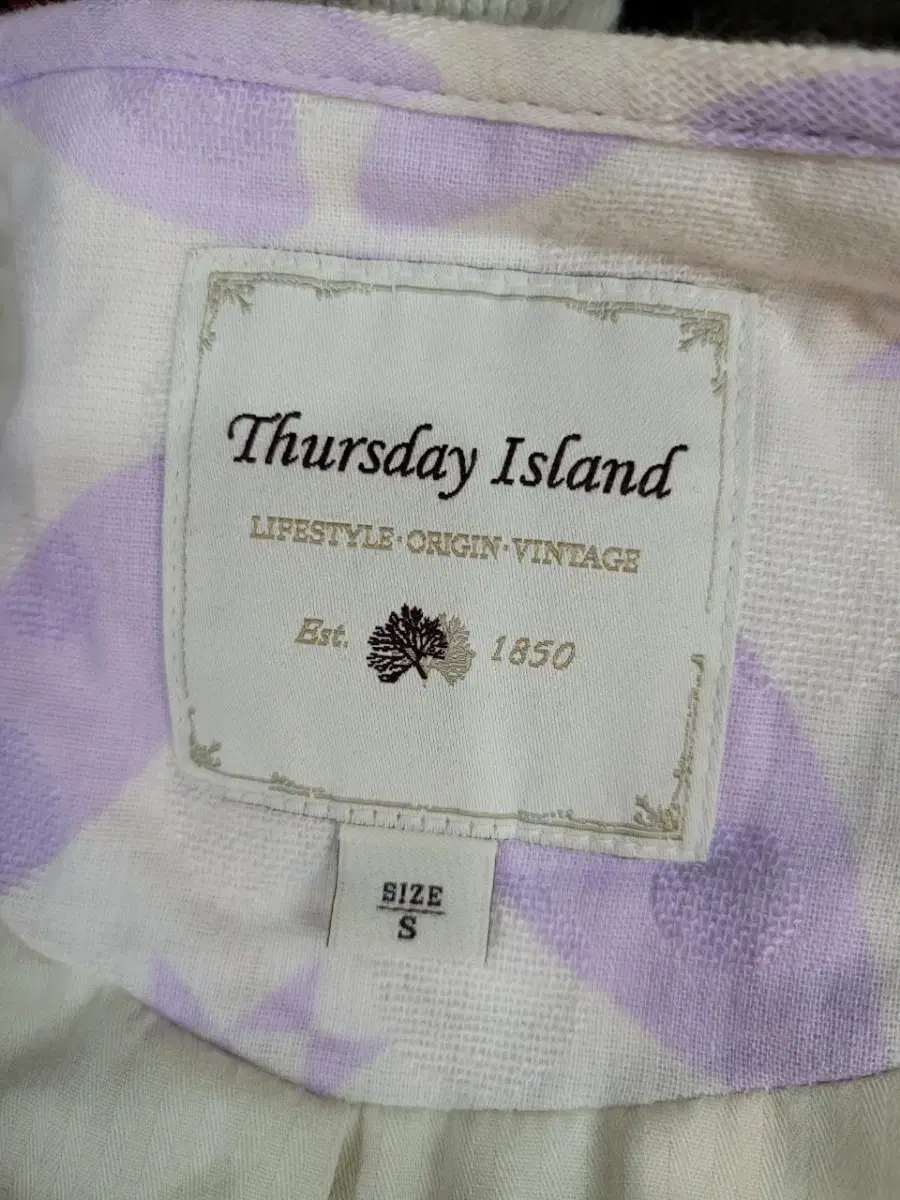 Thursday Island
LIFESTYLE·ORIGIN·VINTAGE
Est. 1850
SIZE
S